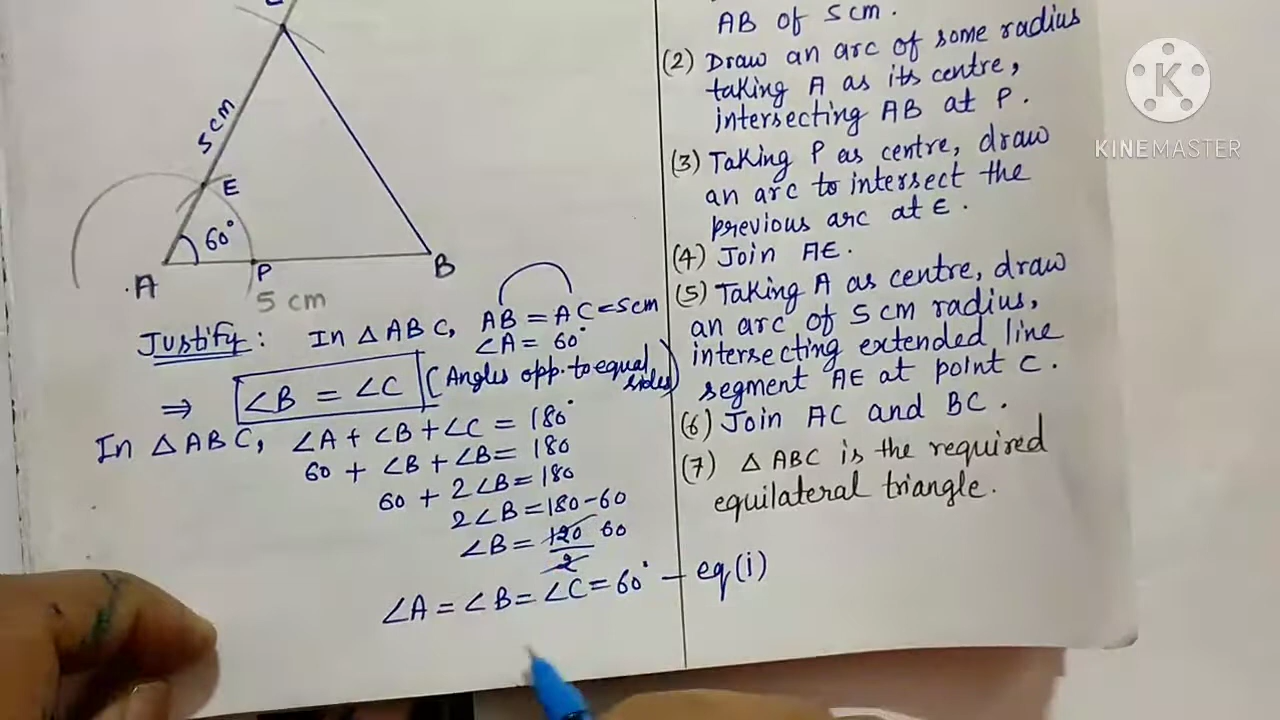 5cm
E
60°
A
P
B
5 cm
Justify : In △ABC, AB = AC = 5cm
∠A = 60°
⇒ ∠B = ∠C (Angles opp. to equal sides)
In △ABC, ∠A + ∠B + ∠C = 180°
60 + ∠B + ∠B = 180
60 + 2∠B = 180
2∠B = 180-60
∠B = 120/2 60
∠A = ∠B = ∠C = 60° — eq(i)
AB of 5cm.
(2) Draw an arc of some radius
taking A as its centre,
intersecting AB at P.
(3) Taking P as centre, draw
an arc to intersect the
previous arc at E.
(4) Join AE.
(5) Taking A as centre, draw
an arc of 5 cm radius,
intersecting extended line
segment AE at point C.
(6) Join AC and BC.
(7) △ABC is the required
equilateral triangle.
K
KINEMASTER